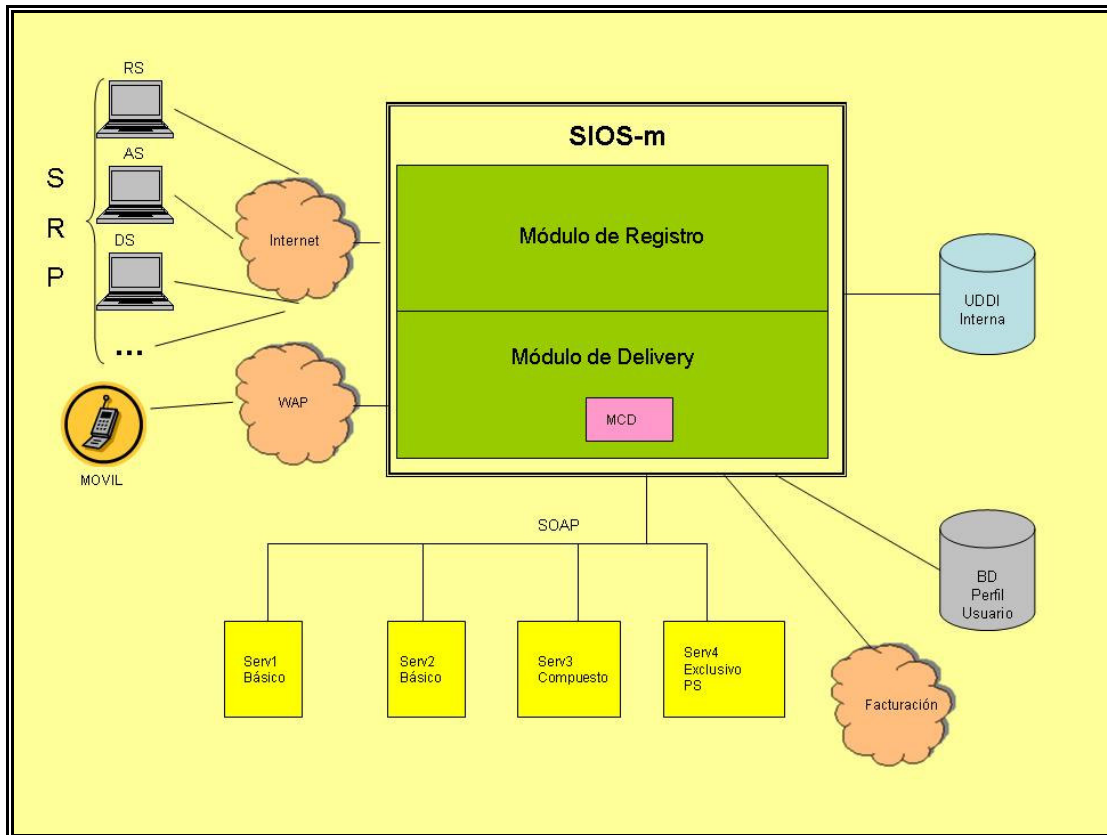 RS
SIOS-m
AS
S
R
P
Módulo de Registro
Internet
DS
UDDI
Interna
...
Módulo de Delivery
WAP
MCD
MOVIL
SOAP
BD
Perfil
Usuario
Serv1
Básico
Serv2
Básico
Serv3
Compuesto
Serv4
Exclusivo
PS
Facturación